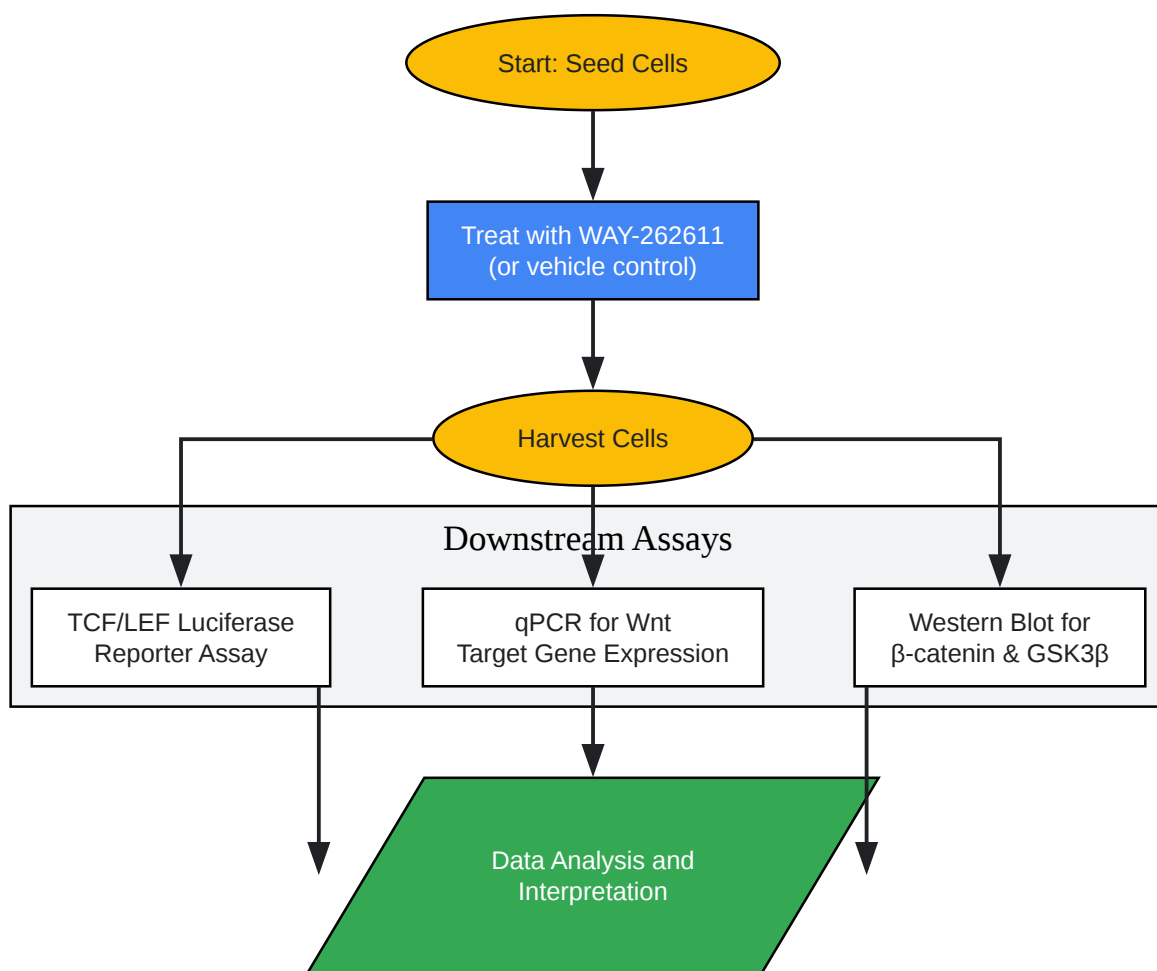 Start: Seed Cells
Treat with WAY-262611
(or vehicle control)
Harvest Cells
Downstream Assays
TCF/LEF Luciferase
Reporter Assay
qPCR for Wnt
Target Gene Expression
Western Blot for
β-catenin & GSK3β
Data Analysis and
Interpretation